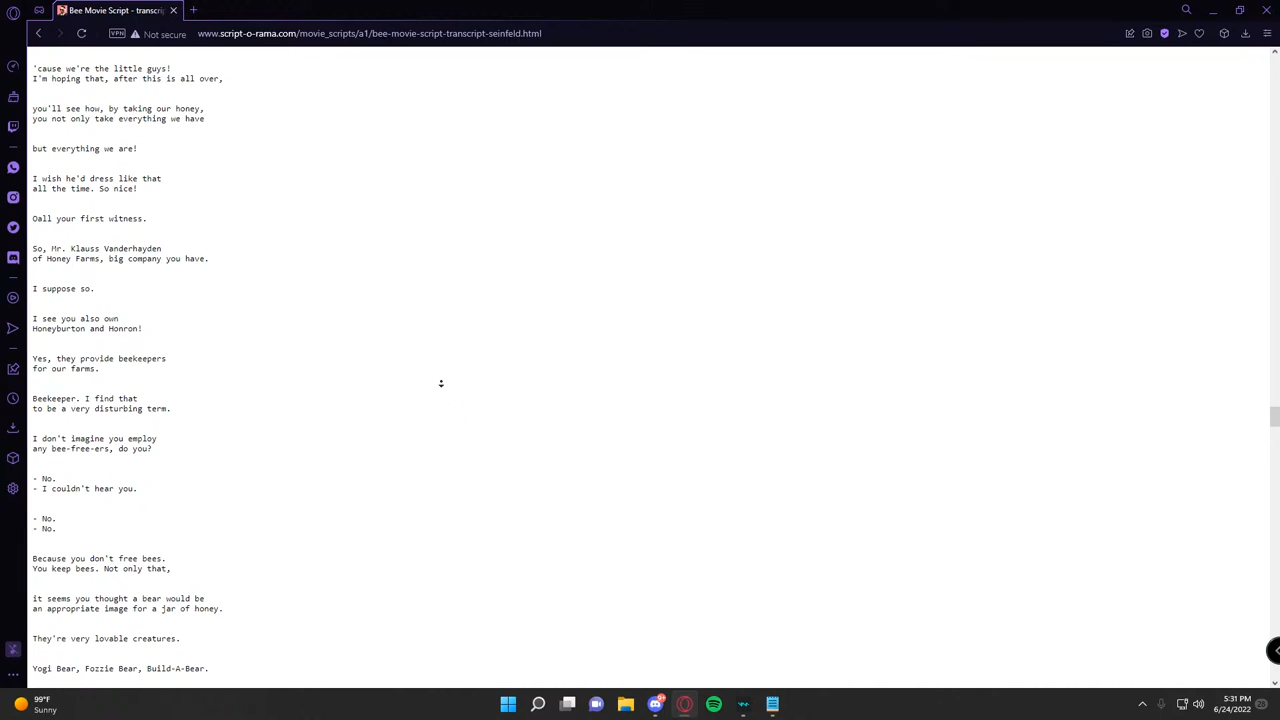 Bee Movie Script - transcrip
VPN
Not secure
www.script-o-rama.com/movie_scripts/a1/bee-movie-script-transcript-seinfeld.html
'cause we're the little guys!
I'm hoping that, after this is all over,
you'll see how, by taking our honey,
you not only take everything we have
but everything we are!
I wish he'd dress like that
all the time. So nice!
Oall your first witness.
So, Mr. Klauss Vanderhayden
of Honey Farms, big company you have.
I suppose so.
I see you also own
Honeyburton and Honron!
Yes, they provide beekeepers
for our farms.
Beekeeper. I find that
to be a very disturbing term.
I don't imagine you employ
any bee-free-ers, do you?
- No.
- I couldn't hear you.
- No.
- No.
Because you don't free bees.
You keep bees. Not only that,
it seems you thought a bear would be
an appropriate image for a jar of honey.
They're very lovable creatures.
Yogi Bear, Fozzie Bear, Build-A-Bear.
99°F
Sunny
5:31 PM
6/24/2022